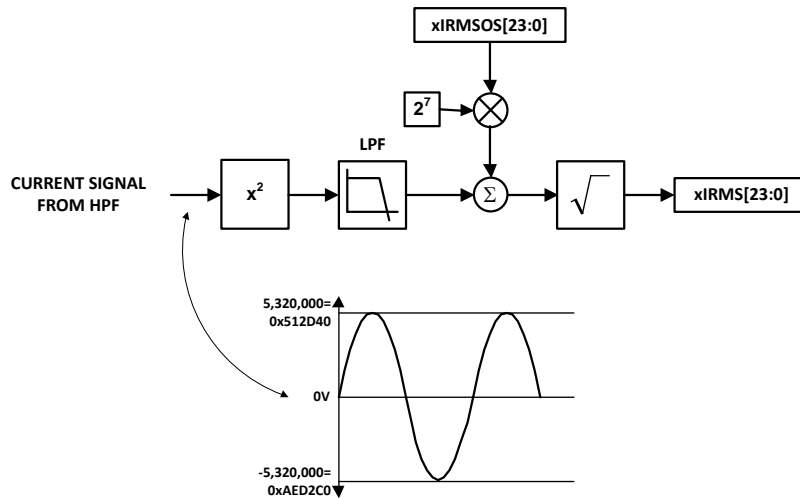 xIRMSOS[23:0]
2⁷
LPF
CURRENT SIGNAL
FROM HPF
x²
Σ
√
xIRMS[23:0]
5,320,000=
0x512D40
0V
-5,320,000=
0xAED2C0